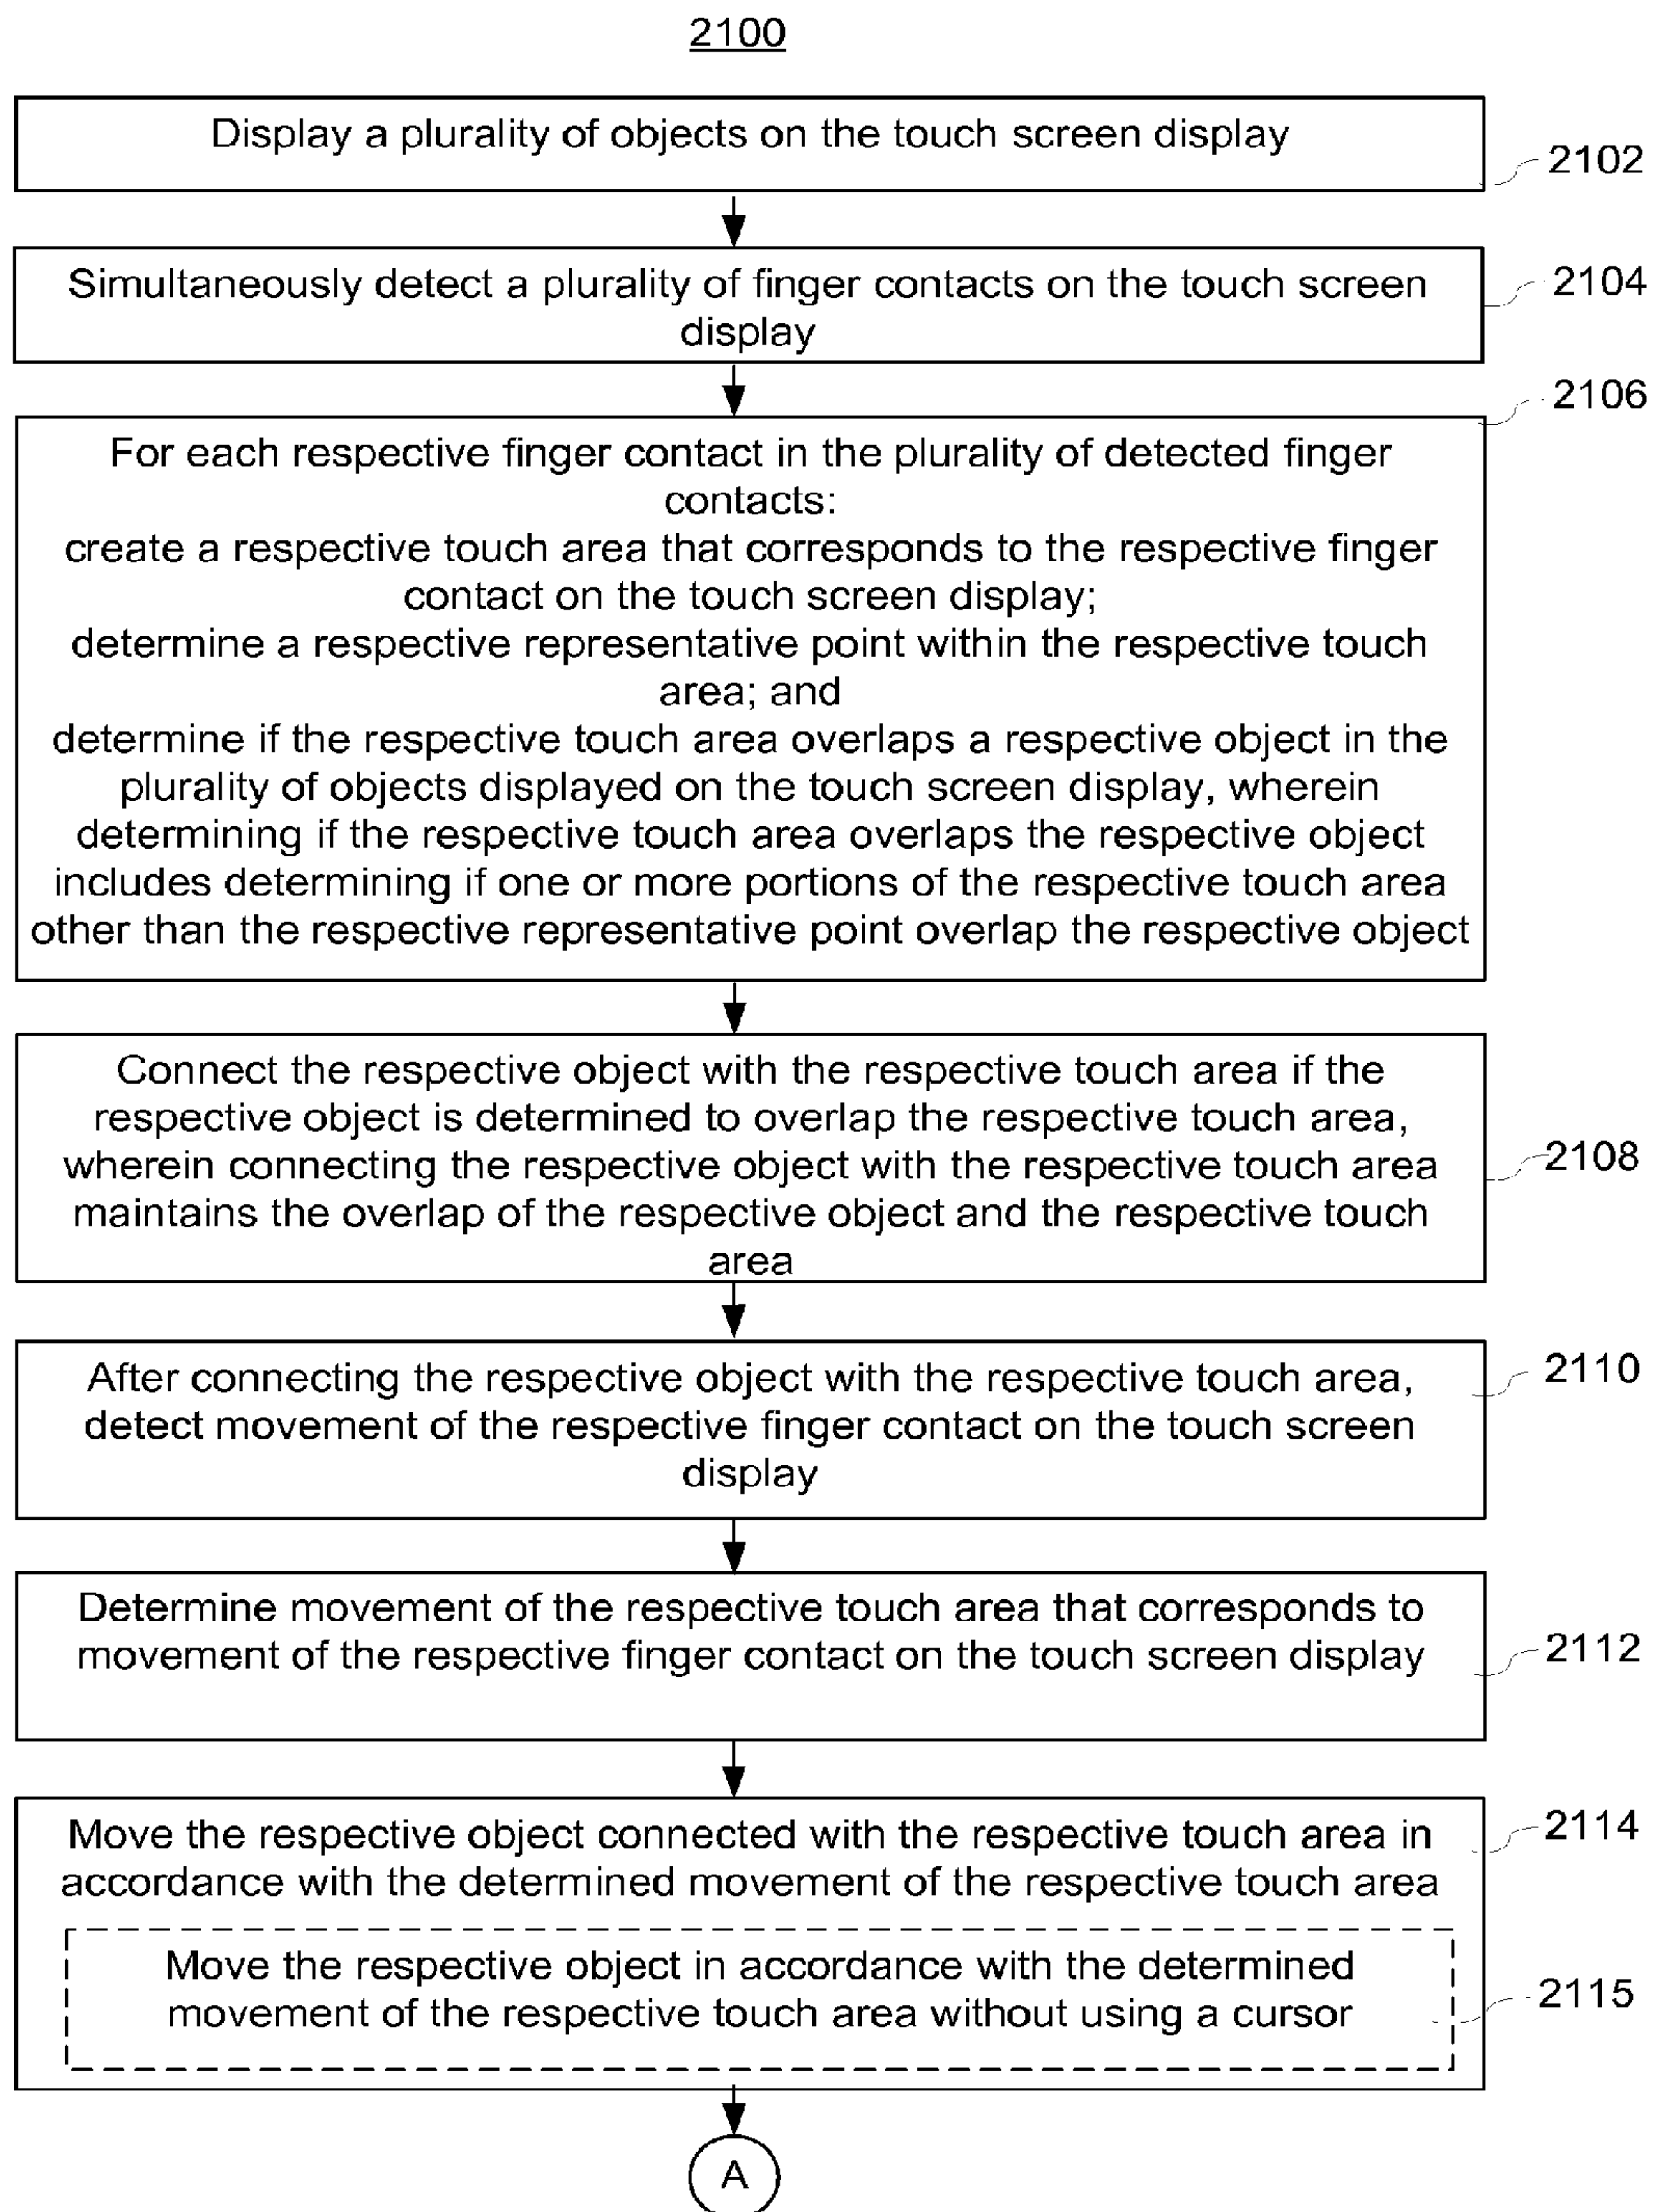 2100
Display a plurality of objects on the touch screen display
2102
Simultaneously detect a plurality of finger contacts on the touch screen
display
2104
2106
For each respective finger contact in the plurality of detected finger
contacts:
create a respective touch area that corresponds to the respective finger
contact on the touch screen display;
determine a respective representative point within the respective touch
area; and
determine if the respective touch area overlaps a respective object in the
plurality of objects displayed on the touch screen display, wherein
determining if the respective touch area overlaps the respective object
includes determining if one or more portions of the respective touch area
other than the respective representative point overlap the respective object
Connect the respective object with the respective touch area if the
respective object is determined to overlap the respective touch area,
wherein connecting the respective object with the respective touch area
maintains the overlap of the respective object and the respective touch
area
2108
After connecting the respective object with the respective touch area,
detect movement of the respective finger contact on the touch screen
display
2110
Determine movement of the respective touch area that corresponds to
movement of the respective finger contact on the touch screen display
2112
Move the respective object connected with the respective touch area in
accordance with the determined movement of the respective touch area
2114
Move the respective object in accordance with the determined
movement of the respective touch area without using a cursor
2115
A